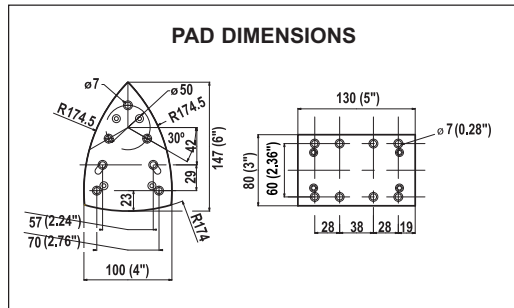 PAD DIMENSIONS
ø7
ø50
R174.5
R174.5
30º
42
147 (6")
29
23
57 (2.24")
70 (2.76")
R174
100 (4")
130 (5")
ø 7 (0.28")
80 (3")
60 (2.36")
28
38
28
19